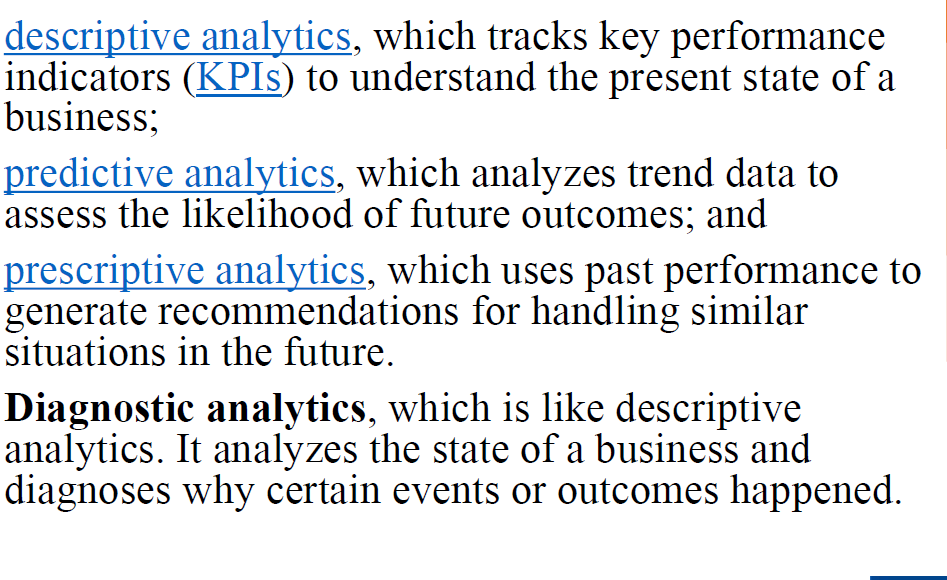 descriptive analytics, which tracks key performance
indicators (KPIs) to understand the present state of a
business;
predictive analytics, which analyzes trend data to
assess the likelihood of future outcomes; and
prescriptive analytics, which uses past performance to
generate recommendations for handling similar
situations in the future.
Diagnostic analytics, which is like descriptive
analytics. It analyzes the state of a business and
diagnoses why certain events or outcomes happened.